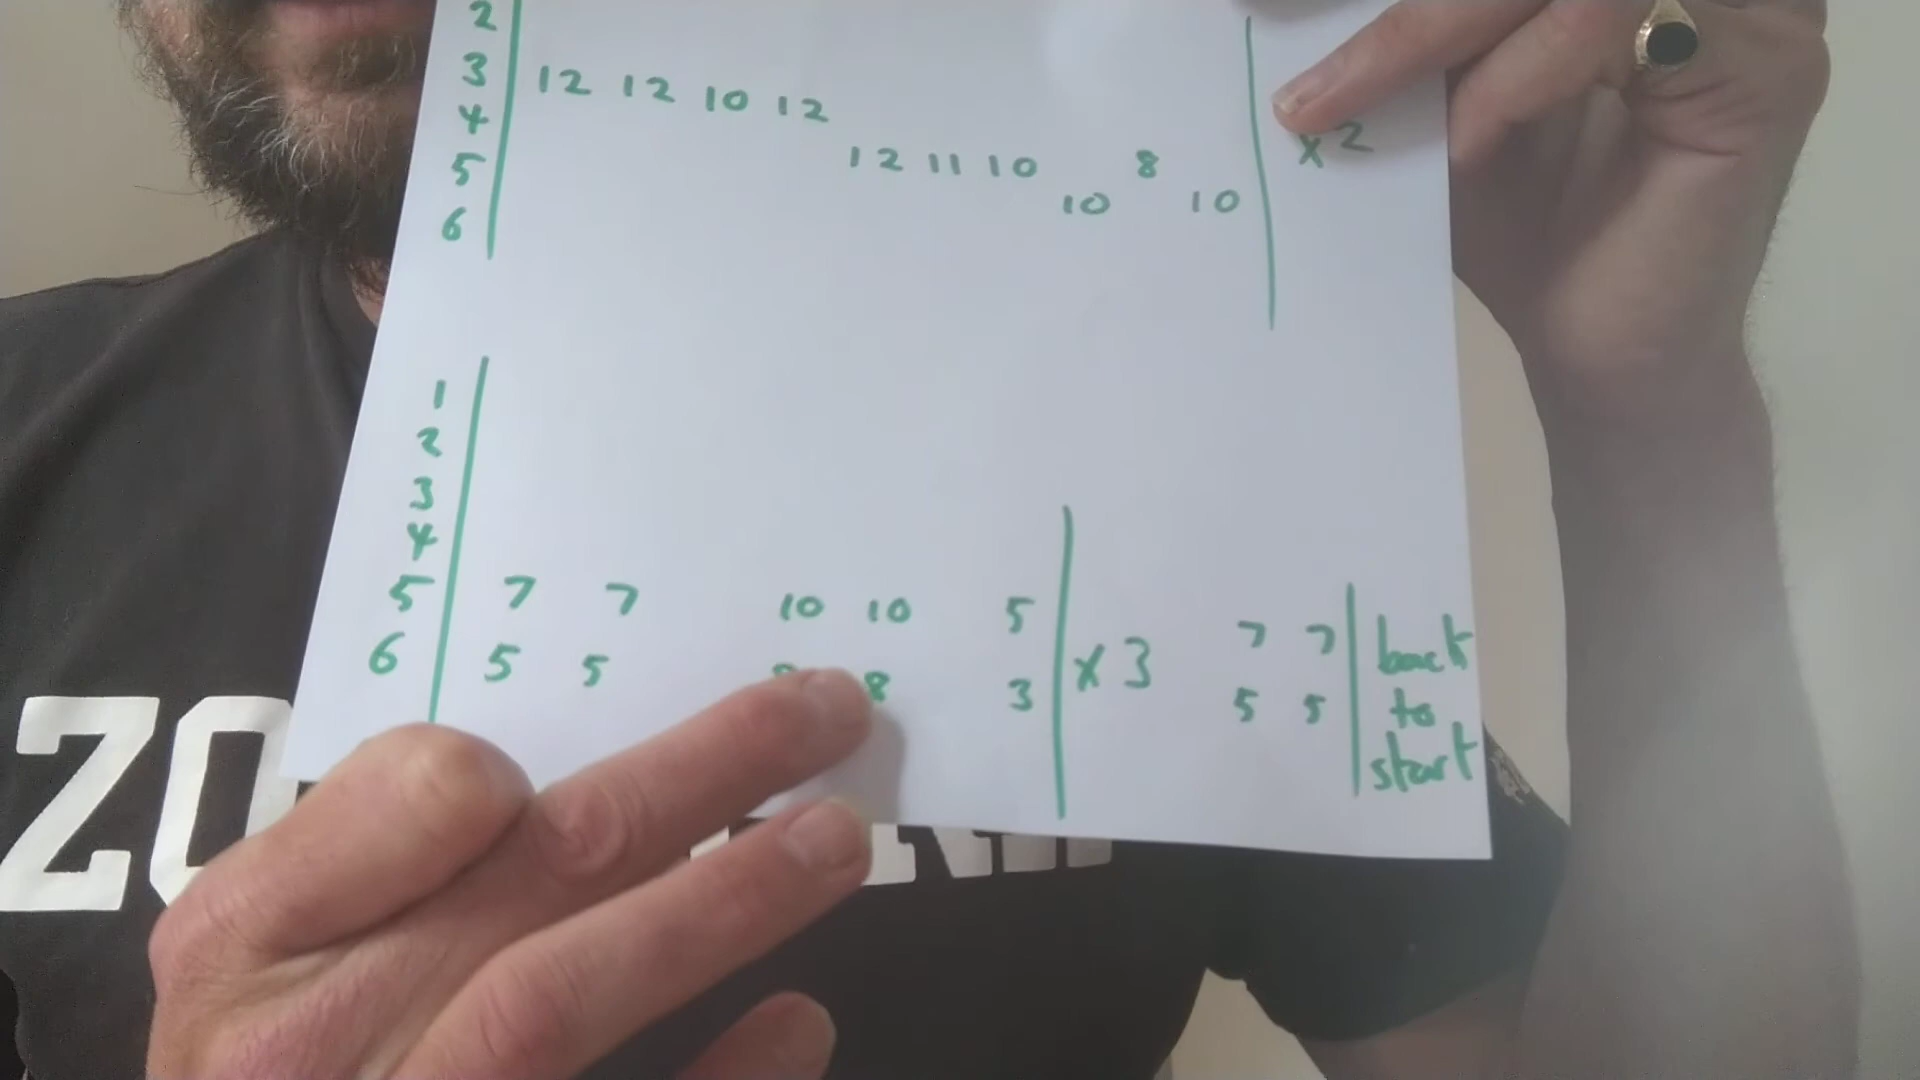 2
3 12 12 10 12
4
5 12 11 10 8 x2
6 10 10
1
2
3
4
5 7 7 10 10 5 7 7 back
6 5 5 8 3 x3 5 5 to
start
ZO